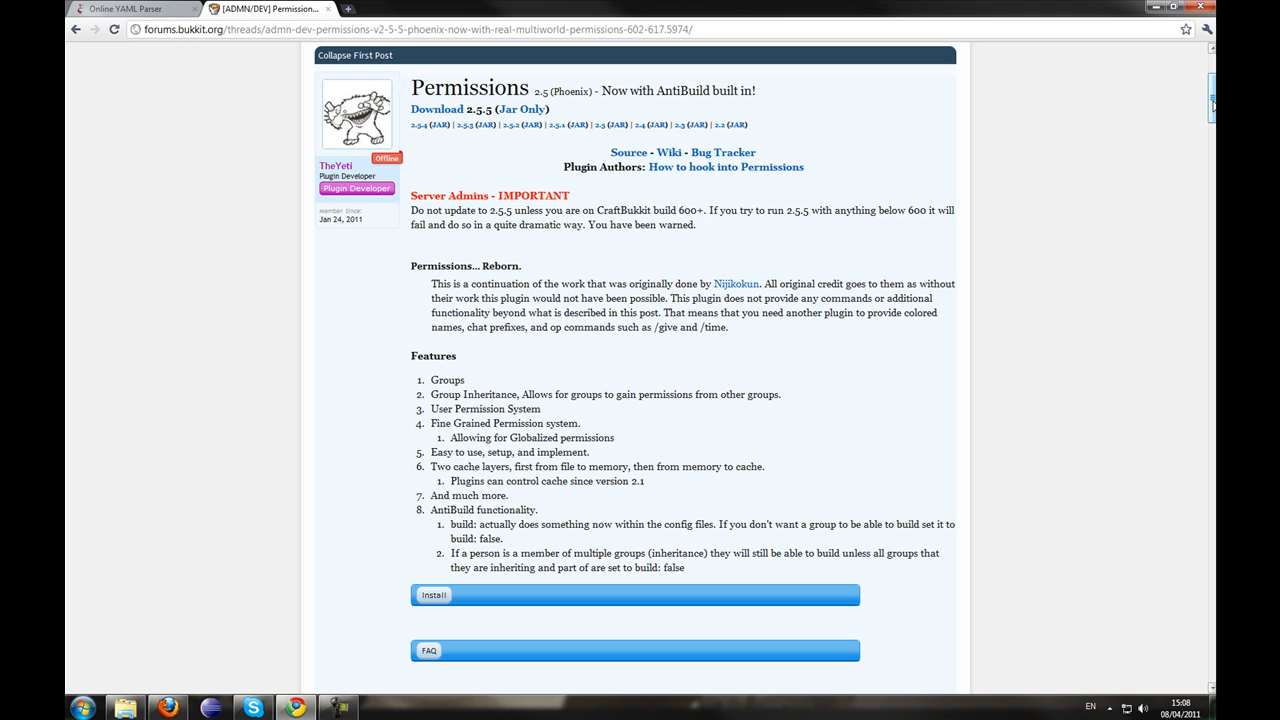 Online YAML Parser
[ADMN/DEV] Permission...
forums.bukkit.org/threads/admn-dev-permissions-v2-5-5-phoenix-now-with-real-multiworld-permissions-602-617.5974/
Collapse First Post
Permissions 2.5 (Phoenix) - Now with AntiBuild built in!
Download 2.5.5 (Jar Only)
2.5.4 (JAR) | 2.5.3 (JAR) | 2.5.2 (JAR) | 2.5.1 (JAR) | 2.5 (JAR) | 2.4 (JAR) | 2.3 (JAR) | 2.2 (JAR)
Offline
TheYeti
Plugin Developer
Plugin Developer
Member Since:
Jan 24, 2011
Source - Wiki - Bug Tracker
Plugin Authors: How to hook into Permissions
Server Admins - IMPORTANT
Do not update to 2.5.5 unless you are on CraftBukkit build 600+. If you try to run 2.5.5 with anything below 600 it will
fail and do so in a quite dramatic way. You have been warned.
Permissions... Reborn.
This is a continuation of the work that was originally done by Nijikokun. All original credit goes to them as without
their work this plugin would not have been possible. This plugin does not provide any commands or additional
functionality beyond what is described in this post. That means that you need another plugin to provide colored
names, chat prefixes, and op commands such as /give and /time.
Features
1. Groups
2. Group Inheritance, Allows for groups to gain permissions from other groups.
3. User Permission System
4. Fine Grained Permission system.
1. Allowing for Globalized permissions
5. Easy to use, setup, and implement.
6. Two cache layers, first from file to memory, then from memory to cache.
1. Plugins can control cache since version 2.1
7. And much more.
8. AntiBuild functionality.
1. build: actually does something now within the config files. If you don't want a group to be able to build set it to
build: false.
2. If a person is a member of multiple groups (inheritance) they will still be able to build unless all groups that
they are inheriting and part of are set to build: false
Install
FAQ
EN
15:08
08/04/2011